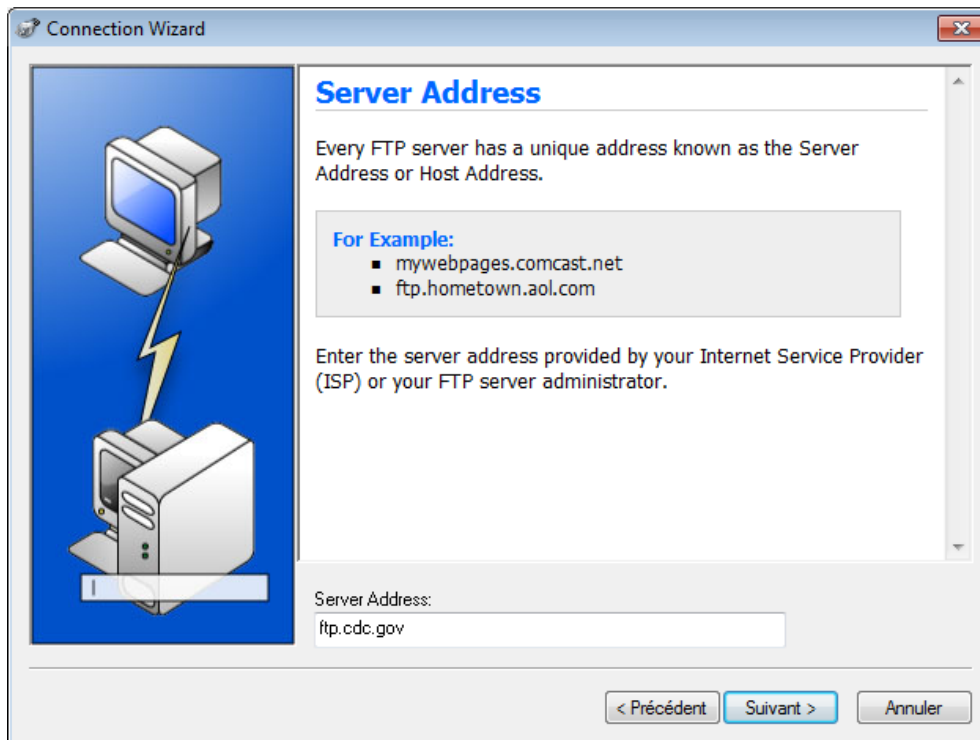 Connection Wizard
Server Address
Every FTP server has a unique address known as the Server
Address or Host Address.
For Example:
mywebpages.comcast.net
ftp.hometown.aol.com
Enter the server address provided by your Internet Service Provider
(ISP) or your FTP server administrator.
Server Address:
ftp.cdc.gov
< Précédent
Suivant >
Annuler